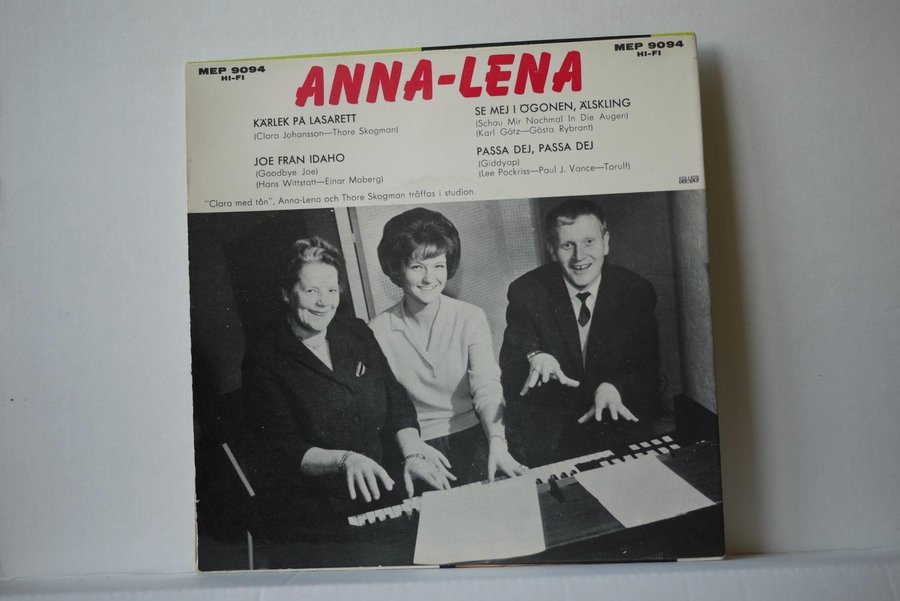 MEP 9094
HI-FI
ANNA-LENA
MEP 9094
HI-FI
KÄRLEK PÅ LASARETT
(Clara Johansson—Thore Skogman)
JOE FRÅN IDAHO
(Goodbye Joe)
(Hans Wittstatt—Einar Moberg)
SE MEJ I ÖGONEN, ÄLSKLING
(Schau Mir Nochmal In Die Augen)
(Karl Götz—Gösta Rybrant)
PASSA DEJ, PASSA DEJ
(Giddyap)
(Lee Pockriss—Paul J. Vance—Torulf)
"Clara med tån", Anna-Lena och Thore Skogman träffas i studion.